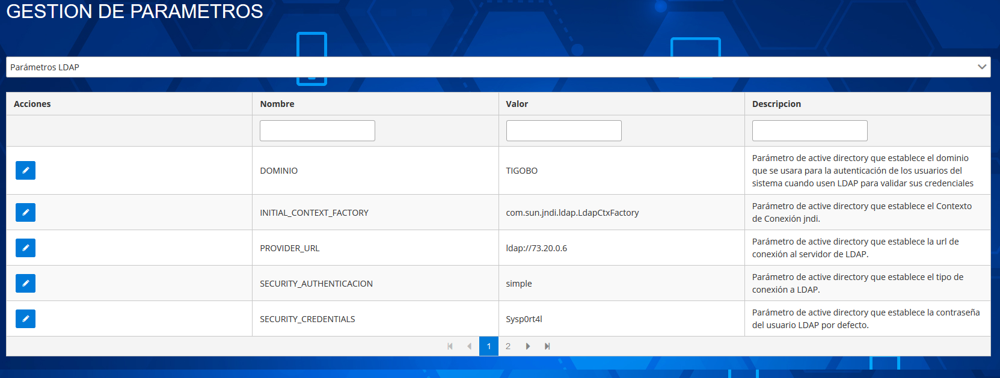 GESTION DE PARAMETROS
Parámetros LDAP
Acciones Nombre Valor Descripcion
DOMINIO TIGOBO Parámetro de active directory que establece el dominio
que se usara para la autenticación de los usuarios del
sistema cuando usen LDAP para validar sus credenciales
INITIAL_CONTEXT_FACTORY com.sun.jndi.ldap.LdapCtxFactory Parámetro de active directory que establece el Contexto
de Conexión jndi.
PROVIDER_URL ldap://73.20.0.6 Parámetro de active directory que establece la url de
conexión al servidor de LDAP.
SECURITY_AUTHENTICACION simple Parámetro de active directory que establece el tipo de
conexión a LDAP.
SECURITY_CREDENTIALS Sysp0rt4l Parámetro de active directory que establece la contraseña
del usuario LDAP por defecto.
1 2